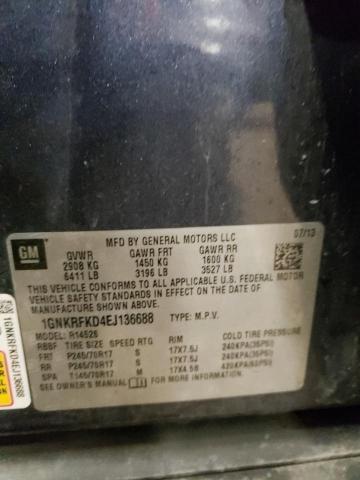 GM
MFD BY GENERAL MOTORS LLC
07/13
GVWR GAWR FRT GAWR RR
2908 KG 1450 KG 1600 KG
6411 LB 3196 LB 3527 LB
THIS VEHICLE CONFORMS TO ALL APPLICABLE U.S. FEDERAL MOTOR
VEHICLE SAFETY STANDARDS IN EFFECT ON THE DATE OF
MANUFACTURE SHOWN ABOVE.
1GNKRFKD4EJ136688 TYPE: M.P.V.
MODEL: R14526
RBBF TIRE SIZE SPEED RTG RIM COLD TIRE PRESSURE
FRT P245/70R17 S 17X7.5J 240KPA(35PSI)
RR P245/70R17 S 17X7.5J 240KPA(35PSI)
SPA T145/70R17 M 17X4.5B 420KPA(60PSI)
SEE OWNER'S MANUAL FOR ADDITIONAL INFORMATION
1GNKRFKD4EJ136688